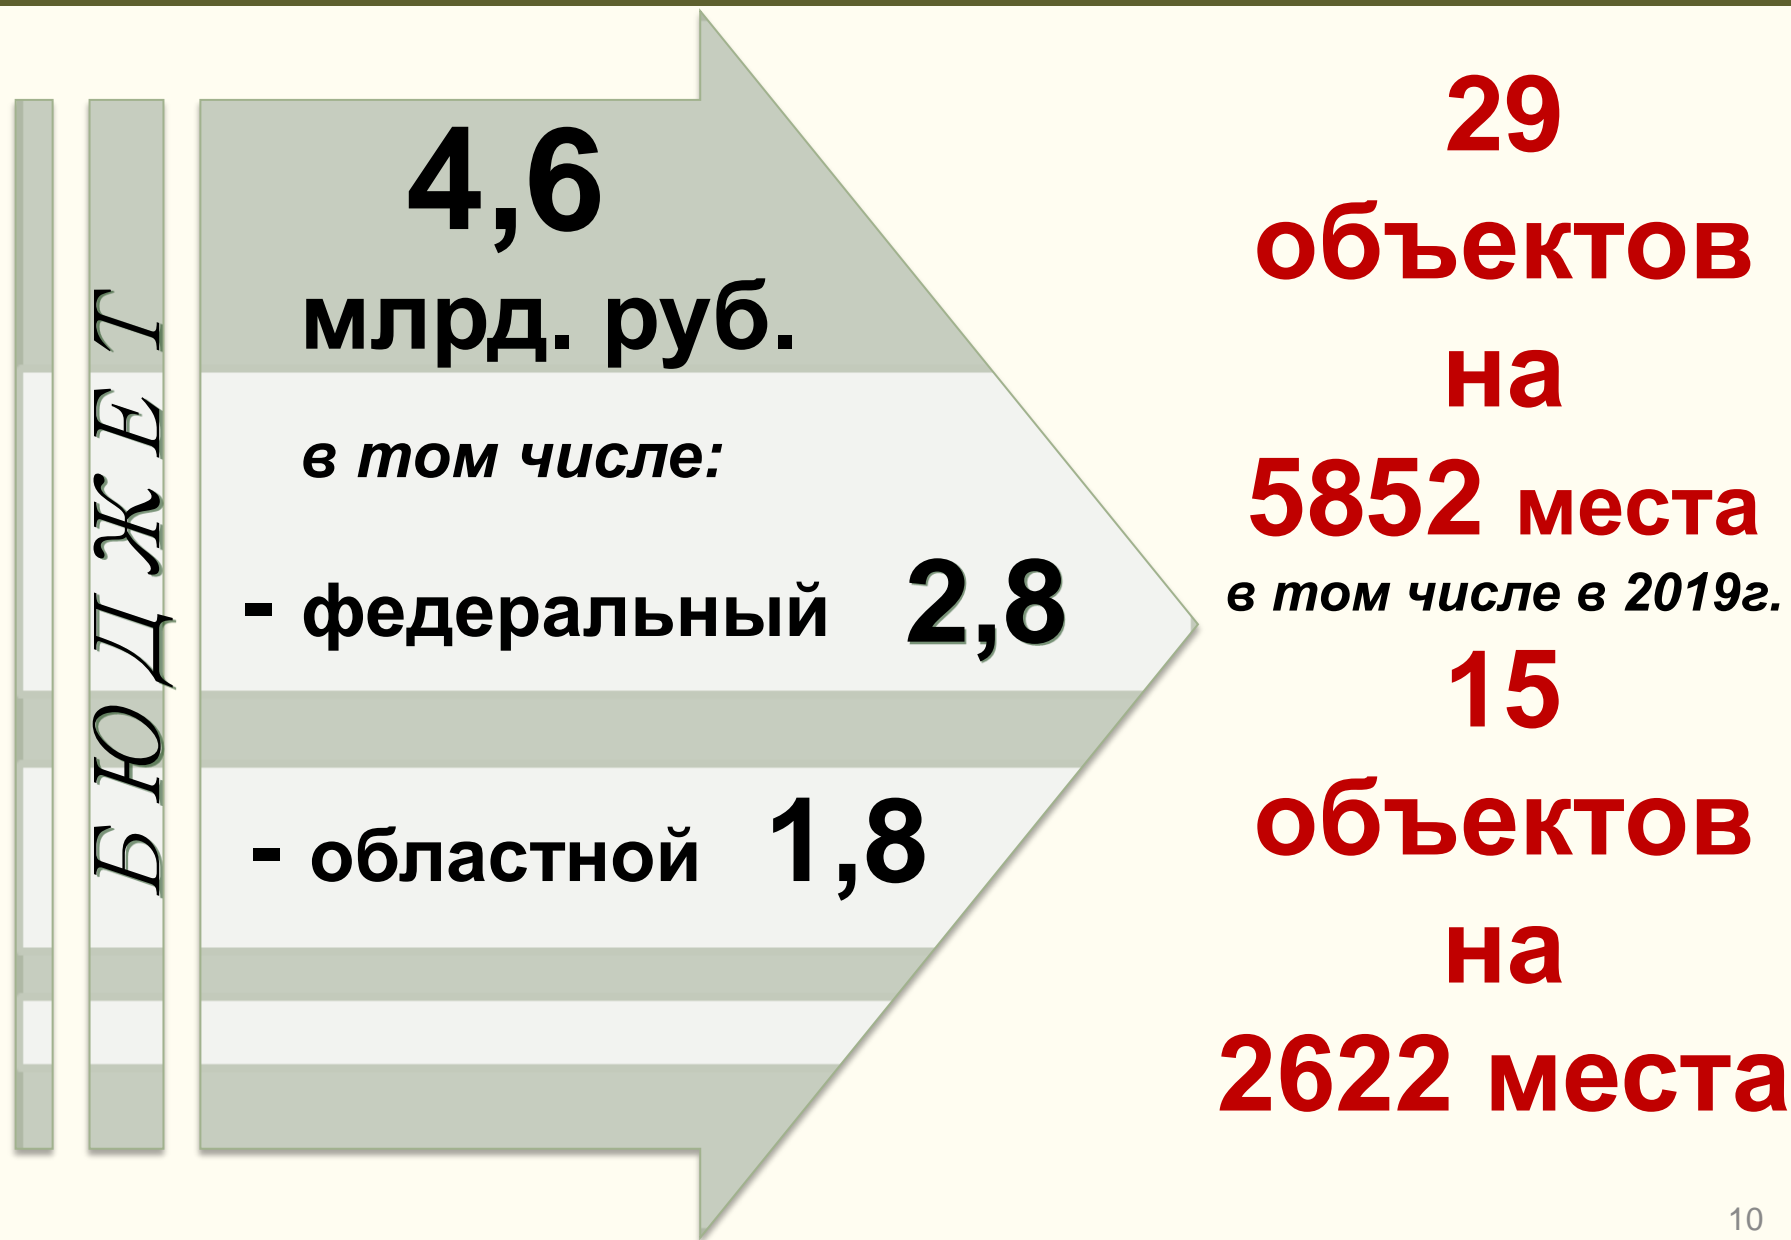 БЮДЖЕТ
4,6
млрд. руб.
в том числе:
- федеральный 2,8
- областной 1,8
29
объектов
на
5852 места
в том числе в 2019г.
15
объектов
на
2622 места
10